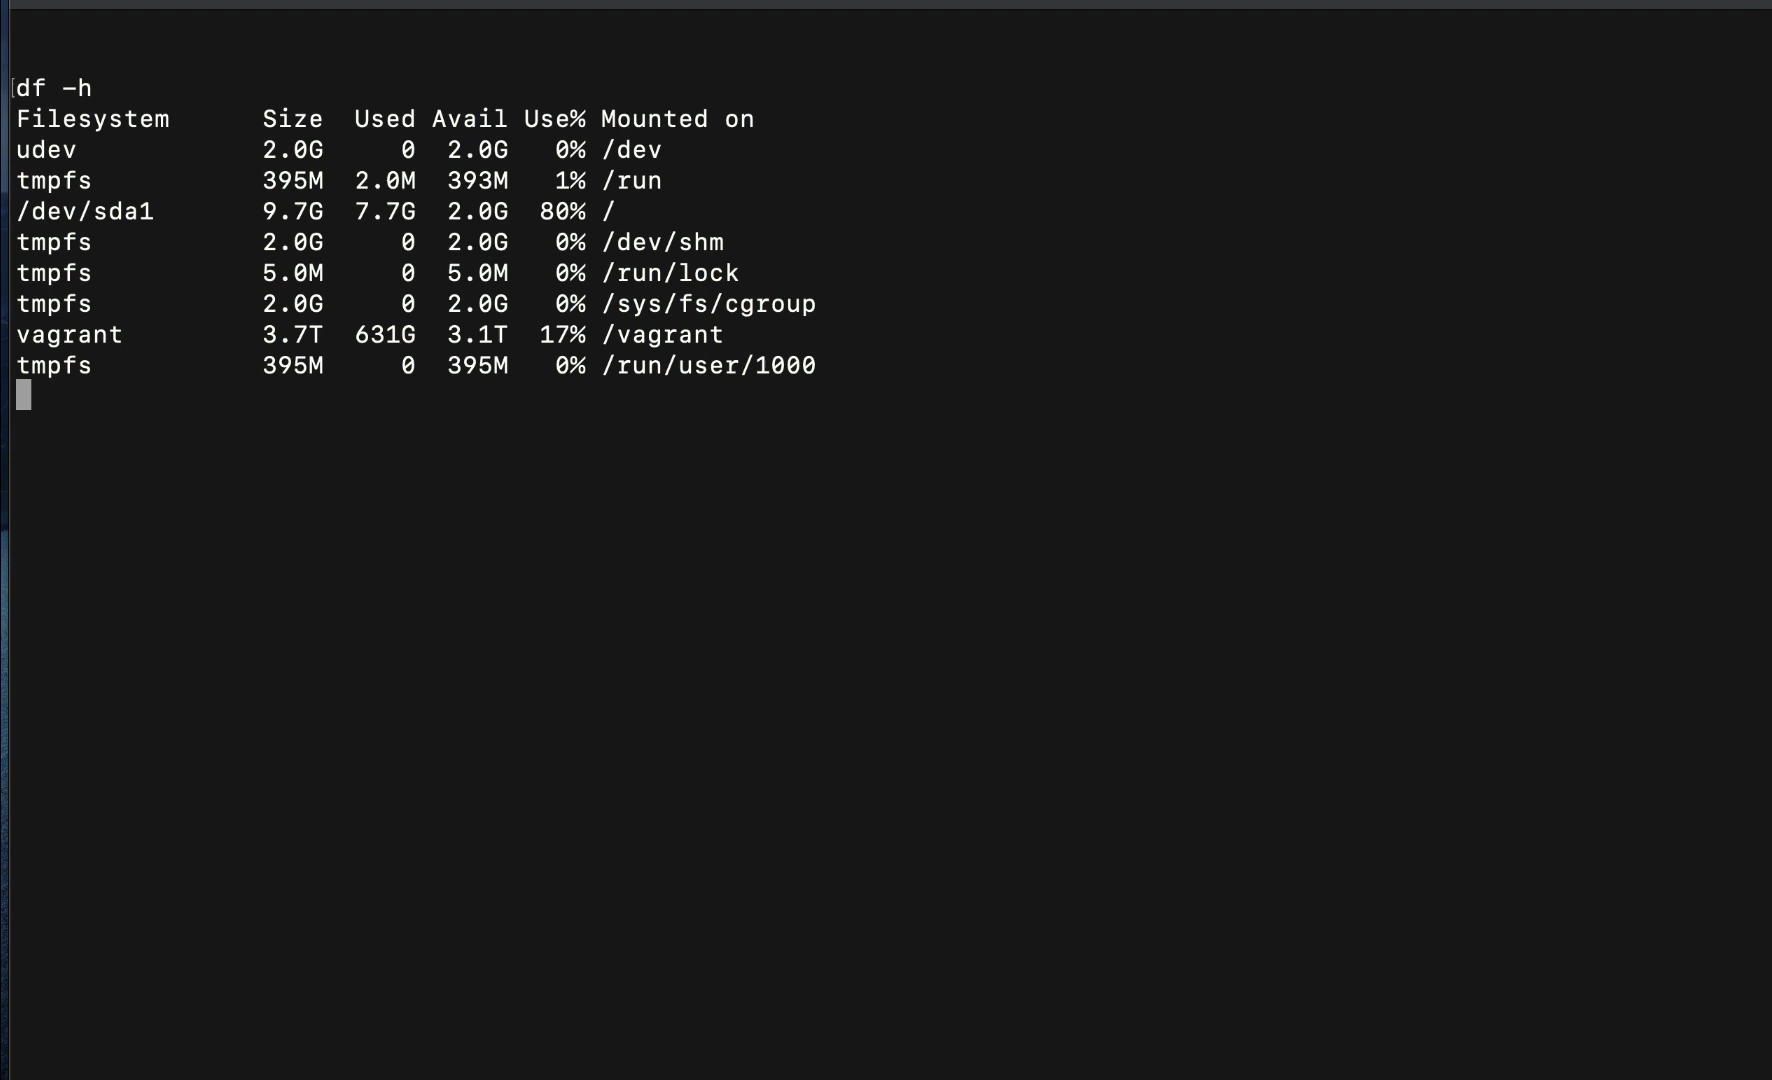 df -h
Filesystem      Size  Used Avail Use% Mounted on
udev            2.0G     0  2.0G   0% /dev
tmpfs           395M  2.0M  393M   1% /run
/dev/sda1       9.7G  7.7G  2.0G  80% /
tmpfs           2.0G     0  2.0G   0% /dev/shm
tmpfs           5.0M     0  5.0M   0% /run/lock
tmpfs           2.0G     0  2.0G   0% /sys/fs/cgroup
vagrant         3.7T  631G  3.1T  17% /vagrant
tmpfs           395M     0  395M   0% /run/user/1000